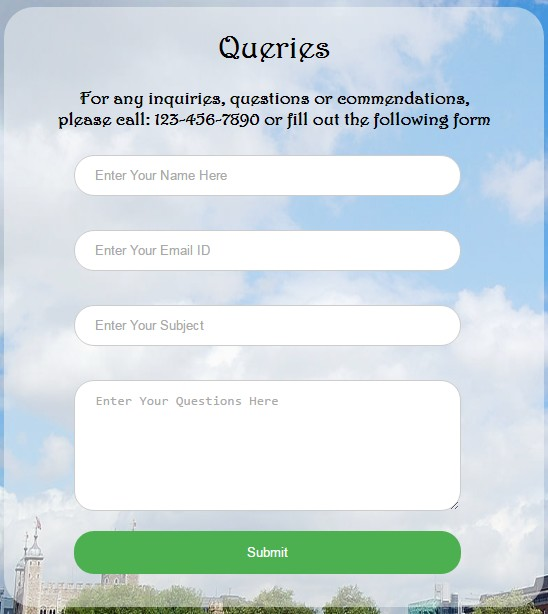 Queries
For any inquiries, questions or commendations,
please call: 123-456-7890 or fill out the following form
Enter Your Name Here
Enter Your Email ID
Enter Your Subject
Enter Your Questions Here
Submit